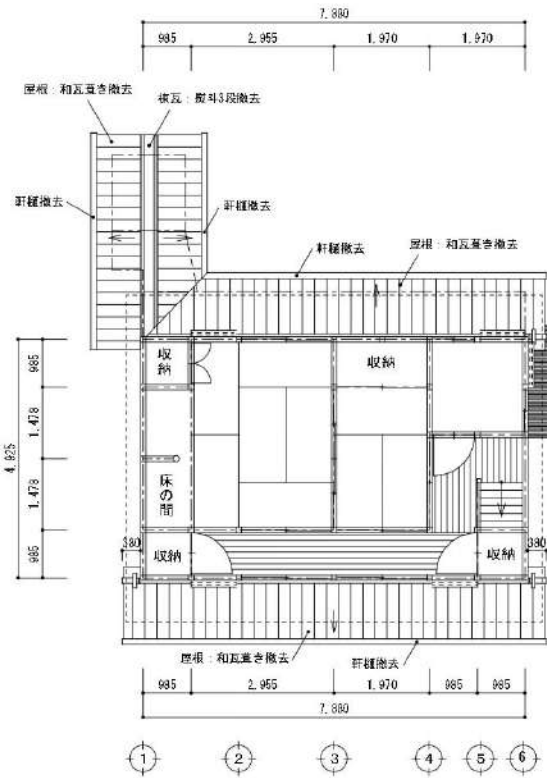 7.880
985 2.955 1.970 1.970
屋根：和瓦葺き撤去
棟瓦：熨斗3段撤去
軒樋撤去
軒樋撤去
軒樋撤去
屋根：和瓦葺き撤去
985
収納
収納
1.478
4.925
1.478
床の間
380
380
985
収納
収納
屋根：和瓦葺き撤去
軒樋撤去
985 2.955 1.970 985 985
7.880
1 2 3 4 5 6